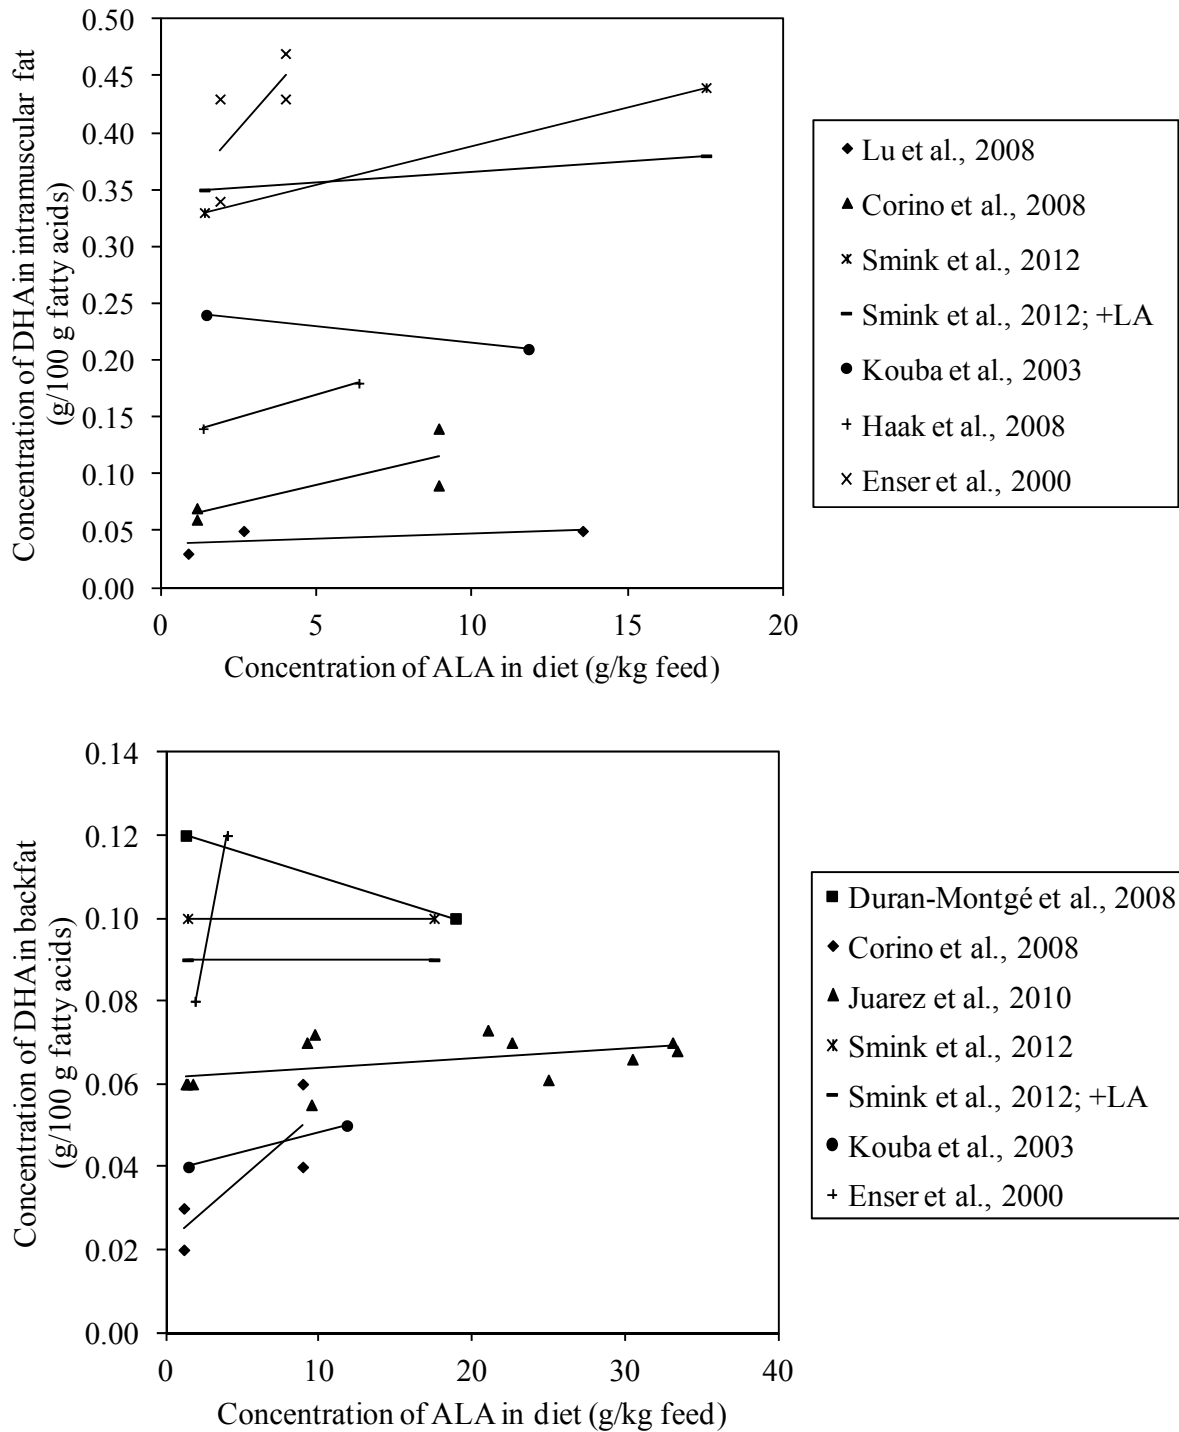 Concentration of DHA in intramuscular fat
(g/100 g fatty acids)
0.50
0.45
0.40
0.35
0.30
0.25
0.20
0.15
0.10
0.05
0.00
0 5 10 15 20
Concentration of ALA in diet (g/kg feed)
Lu et al., 2008
Corino et al., 2008
Smink et al., 2012
Smink et al., 2012; +LA
Kouba et al., 2003
Haak et al., 2008
Enser et al., 2000
Concentration of DHA in backfat
(g/100 g fatty acids)
0.14
0.12
0.10
0.08
0.06
0.04
0.02
0.00
0 10 20 30 40
Concentration of ALA in diet (g/kg feed)
Duran-Montgé et al., 2008
Corino et al., 2008
Juarez et al., 2010
Smink et al., 2012
Smink et al., 2012; +LA
Kouba et al., 2003
Enser et al., 2000